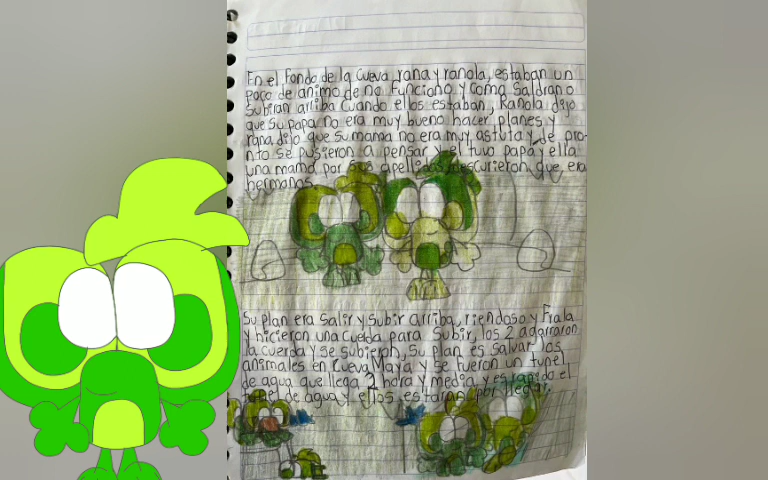 En el Fondo de la cueva, rana y ranola, estaban un
poco de animo de no funciono y como saldran o
Subiran arriba Cuando ellos estaban, Ranola dijo
que su papa no era muy bueno hacer planes y
rana dijo que su mama no era muy astuta y de pro-
nto se pusieron a pensar y el tuvo papa y ella
una mama por sus apellidos descurieron que era
hermanos.
Su plan era salir y subir arriba, riendoso y Frala
y hicieron una cuerda para subir, los 2 agarraron
la cuerda y se subieron, su plan es salvar los
animales en Cueva Maya y se fueron un tunel
de agua que llega 2 hora y media y es rapido el
tunel de agua y ellos estaran por llegar.